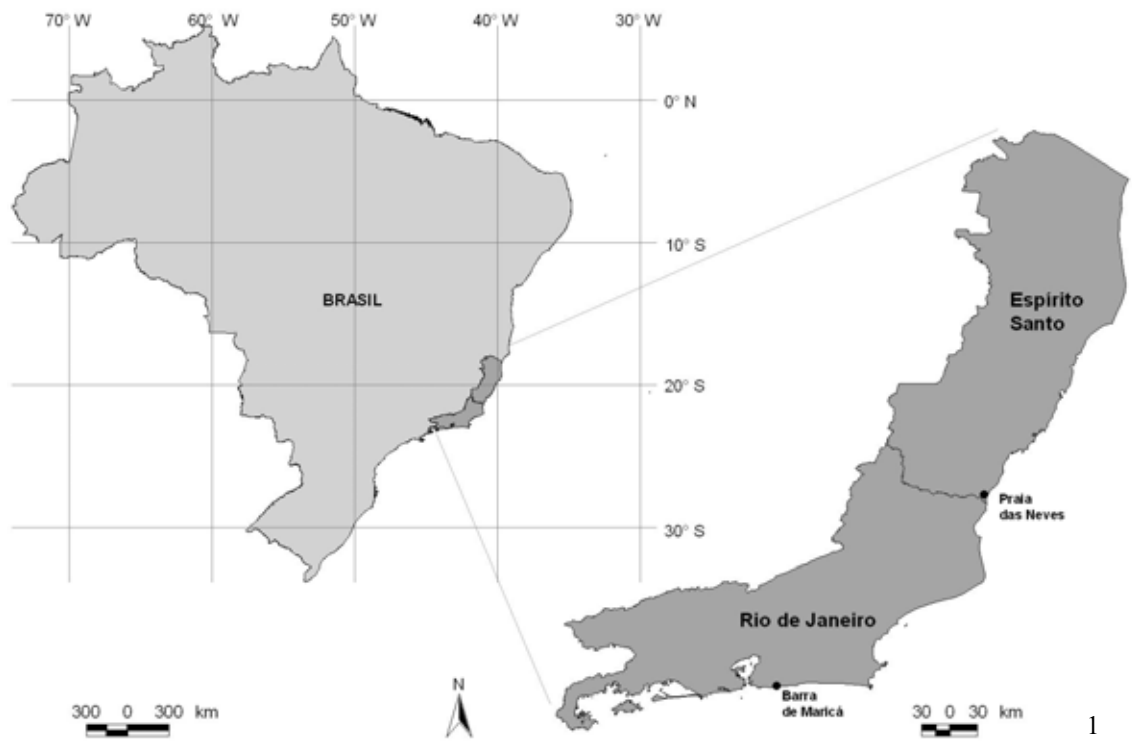 70° W 60° W 50° W 40° W 30° W
0° N
10° S
20° S
30° S
BRASIL
Espírito
Santo
Praia
das Neves
Rio de Janeiro
Barra
de Maricá
300 0 300 km
N
30 0 30 km
1